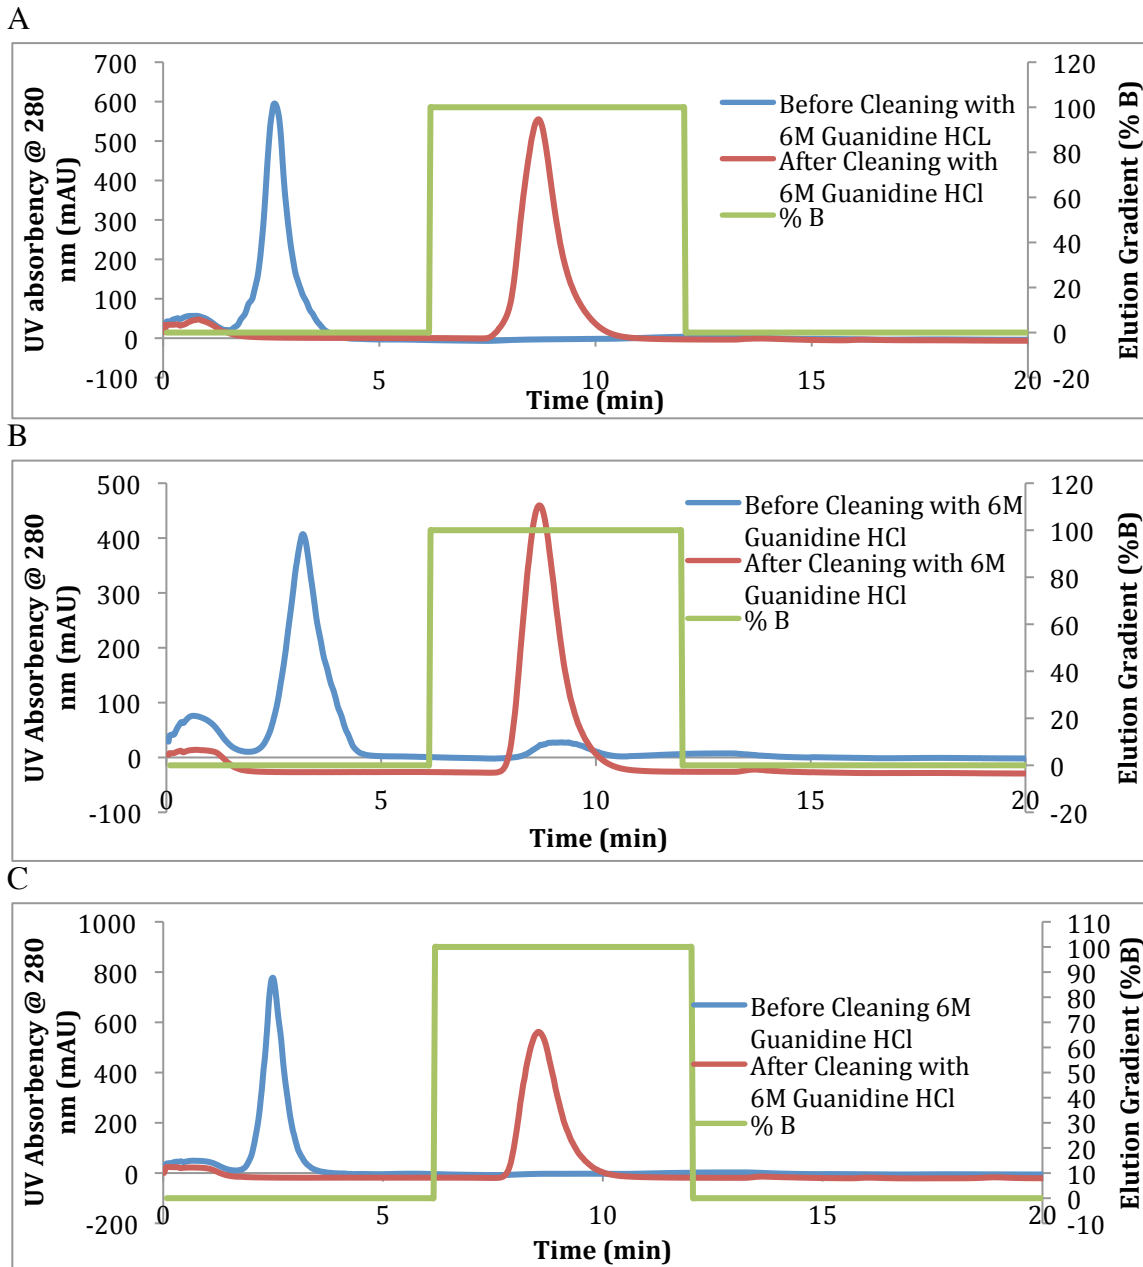 A
UV absorbency @ 280
nm (mAU)
700
600
500
400
300
200
100
0
-100
0
5
10
15
20
Time (min)
Before Cleaning with
6M Guanidine HCL
After Cleaning with
6M Guanidine HCl
% B
120
100
80
60
40
20
0
-20
Elution Gradient (% B)
B
UV Absorbency @ 280
nm (mAU)
500
400
300
200
100
0
-100
0
5
10
15
20
Time (min)
Before Cleaning with 6M
Guanidine HCl
After Cleaning with 6M
Guanidine HCl
% B
120
100
80
60
40
20
0
-20
Elution Gradient (%B)
C
UV Absorbency @ 280
nm (mAU)
1000
800
600
400
200
0
-200
0
5
10
15
20
Time (min)
Before Cleaning 6M
Guanidine HCl
After Cleaning with
6M Guanidine HCl
% B
110
100
90
80
70
60
50
40
30
20
10
0
-10
Elution Gradient (%B)